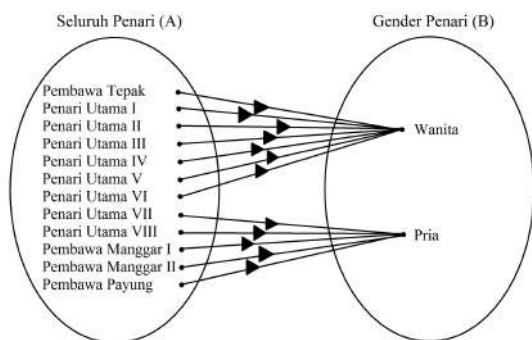 Seluruh Penari (A)
Gender Penari (B)
Pembawa Tepak
Penari Utama I
Penari Utama II
Penari Utama III
Penari Utama IV
Penari Utama V
Penari Utama VI
Penari Utama VII
Penari Utama VIII
Pembawa Manggar I
Pembawa Manggar II
Pembawa Payung
Wanita
Pria